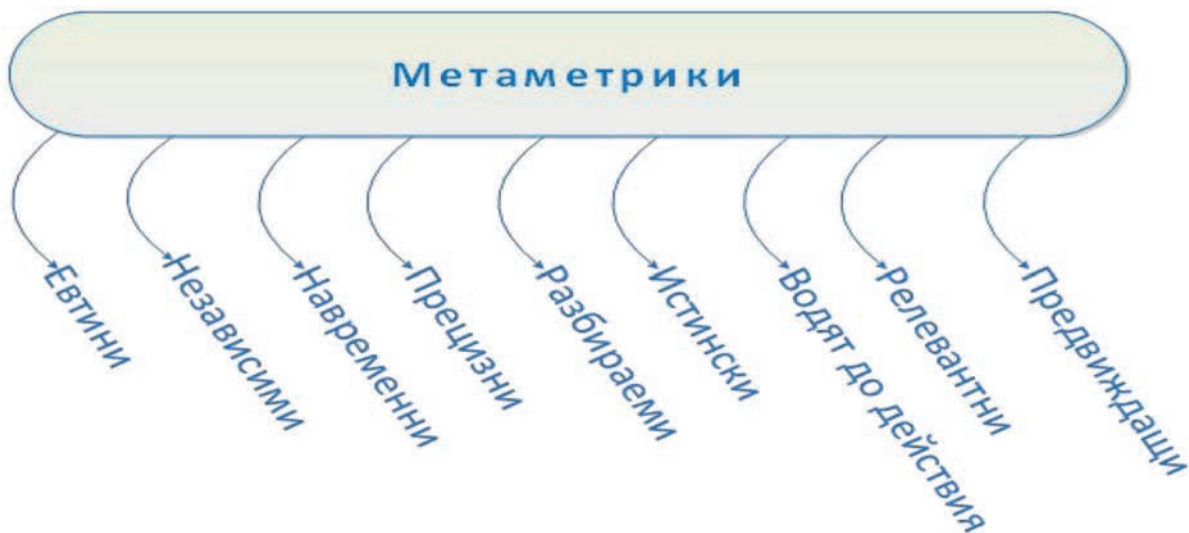 Метаметрики
Евтини
Независими
Навременни
Прецизни
Разбираеми
Истински
Водят до действия
Релевантни
Предвиждащи